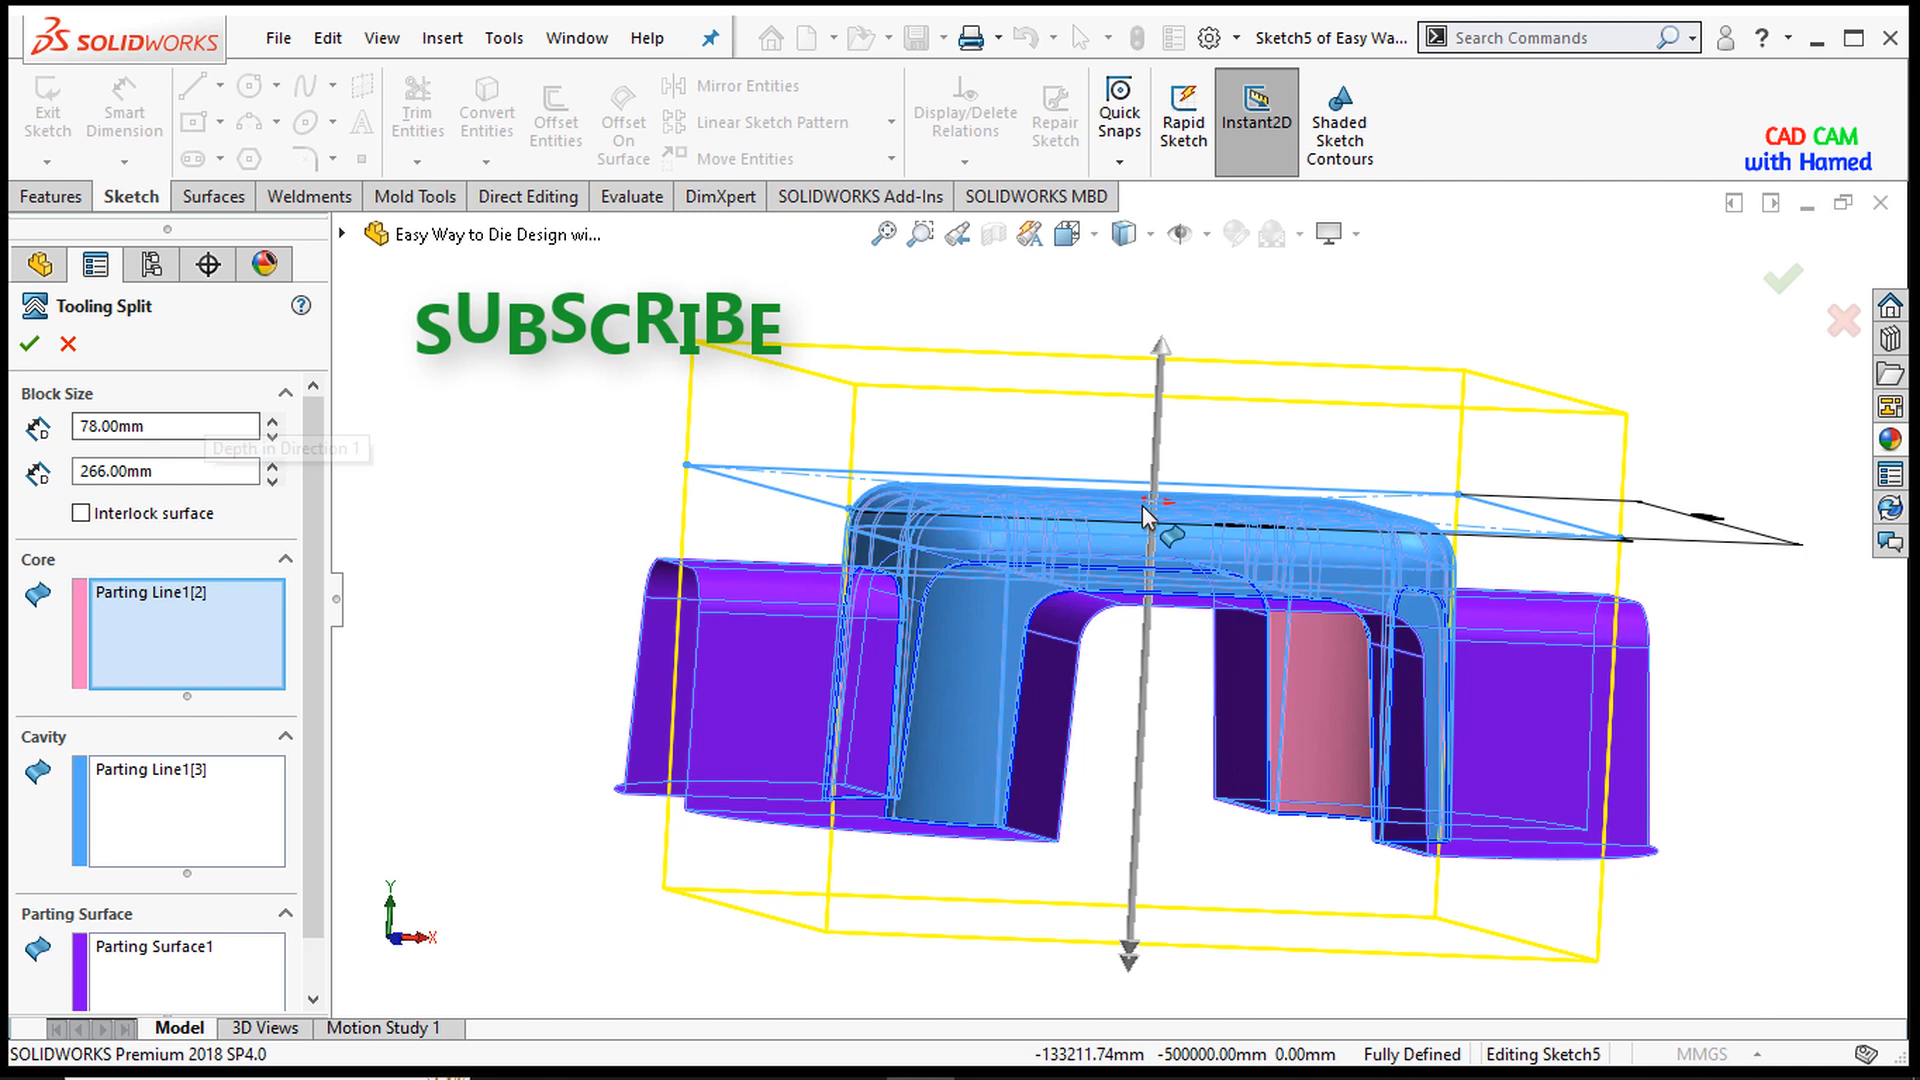 SOLIDWORKS
File Edit View Insert Tools Window Help
Sketch5 of Easy Wa...
Search Commands
Exit Sketch
Smart Dimension
Trim Entities
Convert Entities
Offset Entities
Offset On Surface
Mirror Entities
Linear Sketch Pattern
Move Entities
Display/Delete Relations
Repair Sketch
Quick Snaps
Rapid Sketch
Instant2D
Shaded Sketch Contours
CAD CAM
with Hamed
Features Sketch Surfaces Weldments Mold Tools Direct Editing Evaluate DimXpert SOLIDWORKS Add-Ins SOLIDWORKS MBD
Easy Way to Die Design wi...
Tooling Split
SUBSCRIBE
Block Size
78.00mm
Depth in Direction 1
266.00mm
Interlock surface
Core
Parting Line1[2]
Cavity
Parting Line1[3]
Parting Surface
Parting Surface1
Y
X
Model 3D Views Motion Study 1
SOLIDWORKS Premium 2018 SP4.0
-133211.74mm -500000.00mm 0.00mm Fully Defined Editing Sketch5 MMGS